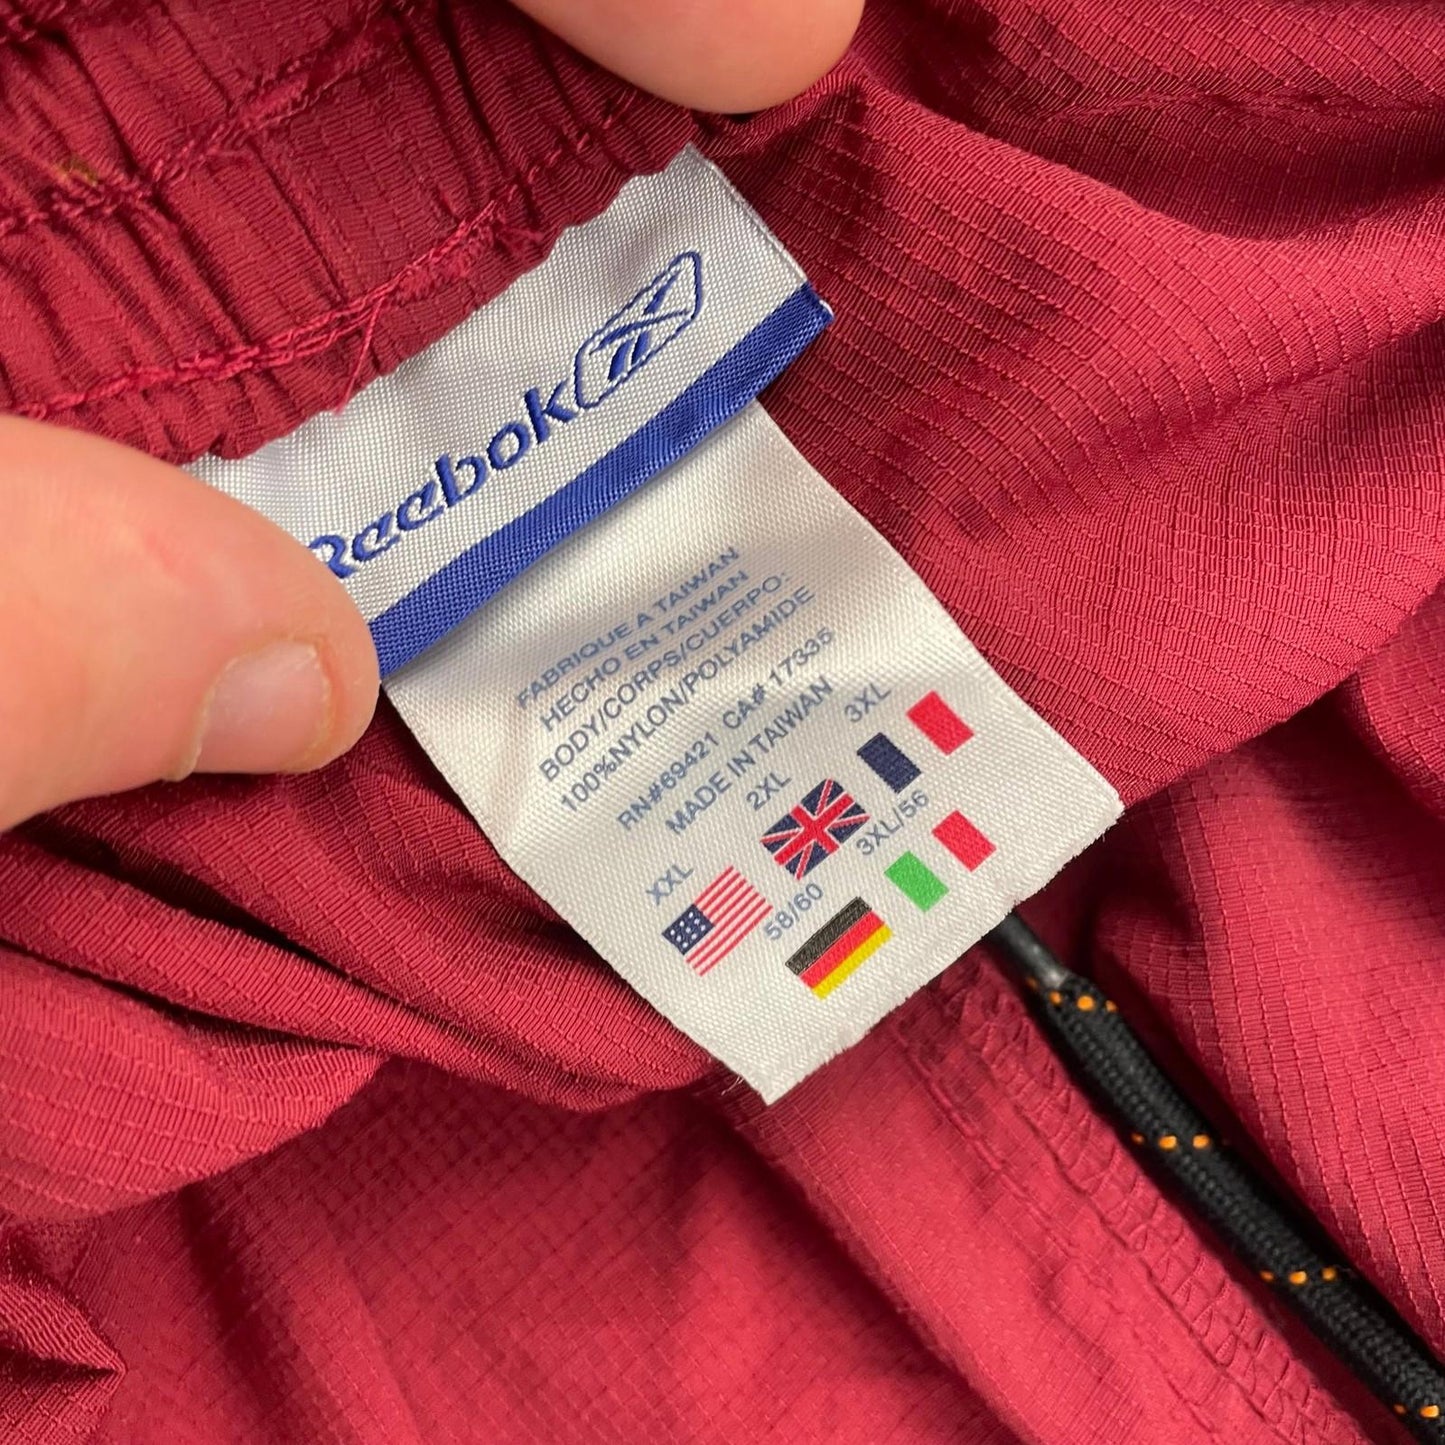 Reebok
FABRIQUE A TAIWAN
HECHO EN TAIWAN
BODY/CORPS/CUERPO:
100%NYLON/POLYAMIDE
RN#69421 CA# 17335
MADE IN TAIWAN
XXL 2XL 3XL
58/60 3XL/56